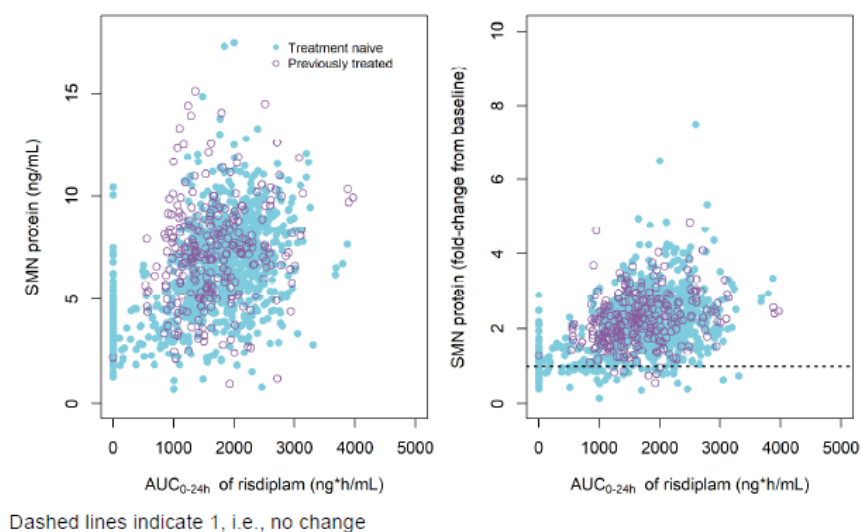 Treatment naive
Previously treated
SMN protein (ng/mL)
0
5
10
15
0 1000 2000 3000 4000 5000
AUC0-24h of risdiplam (ng*h/mL)
SMN protein (fold-change from baseline)
0
2
4
6
8
10
0 1000 2000 3000 4000 5000
AUC0-24h of risdiplam (ng*h/mL)
Dashed lines indicate 1, i.e., no change